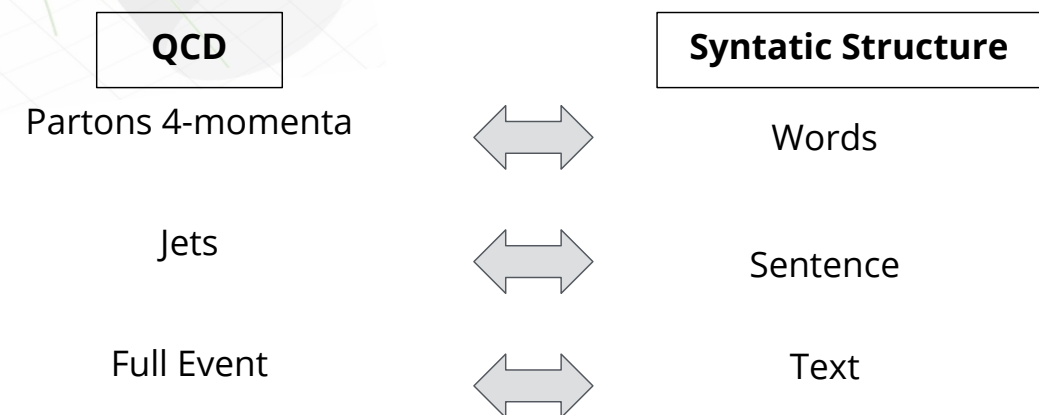 QCD
Syntatic Structure
Partons 4-momenta
Words
Jets
Sentence
Full Event
Text